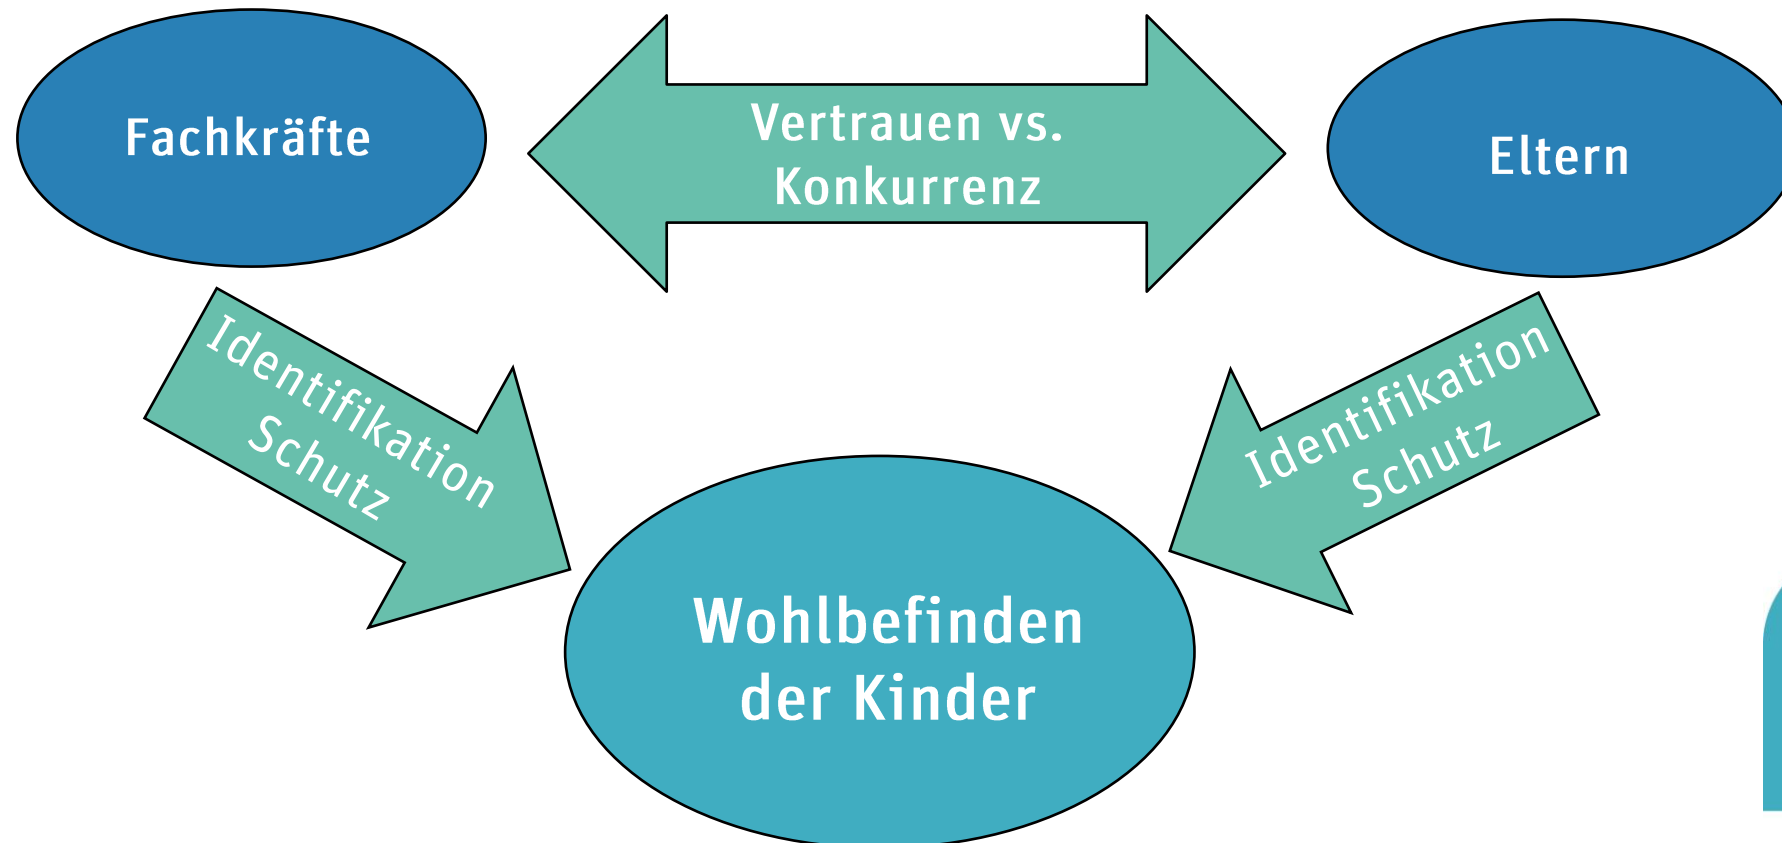 Fachkräfte
Vertrauen vs.
Konkurrenz
Eltern
Identifikation
Schutz
Identifikation
Schutz
Wohlbefinden
der Kinder